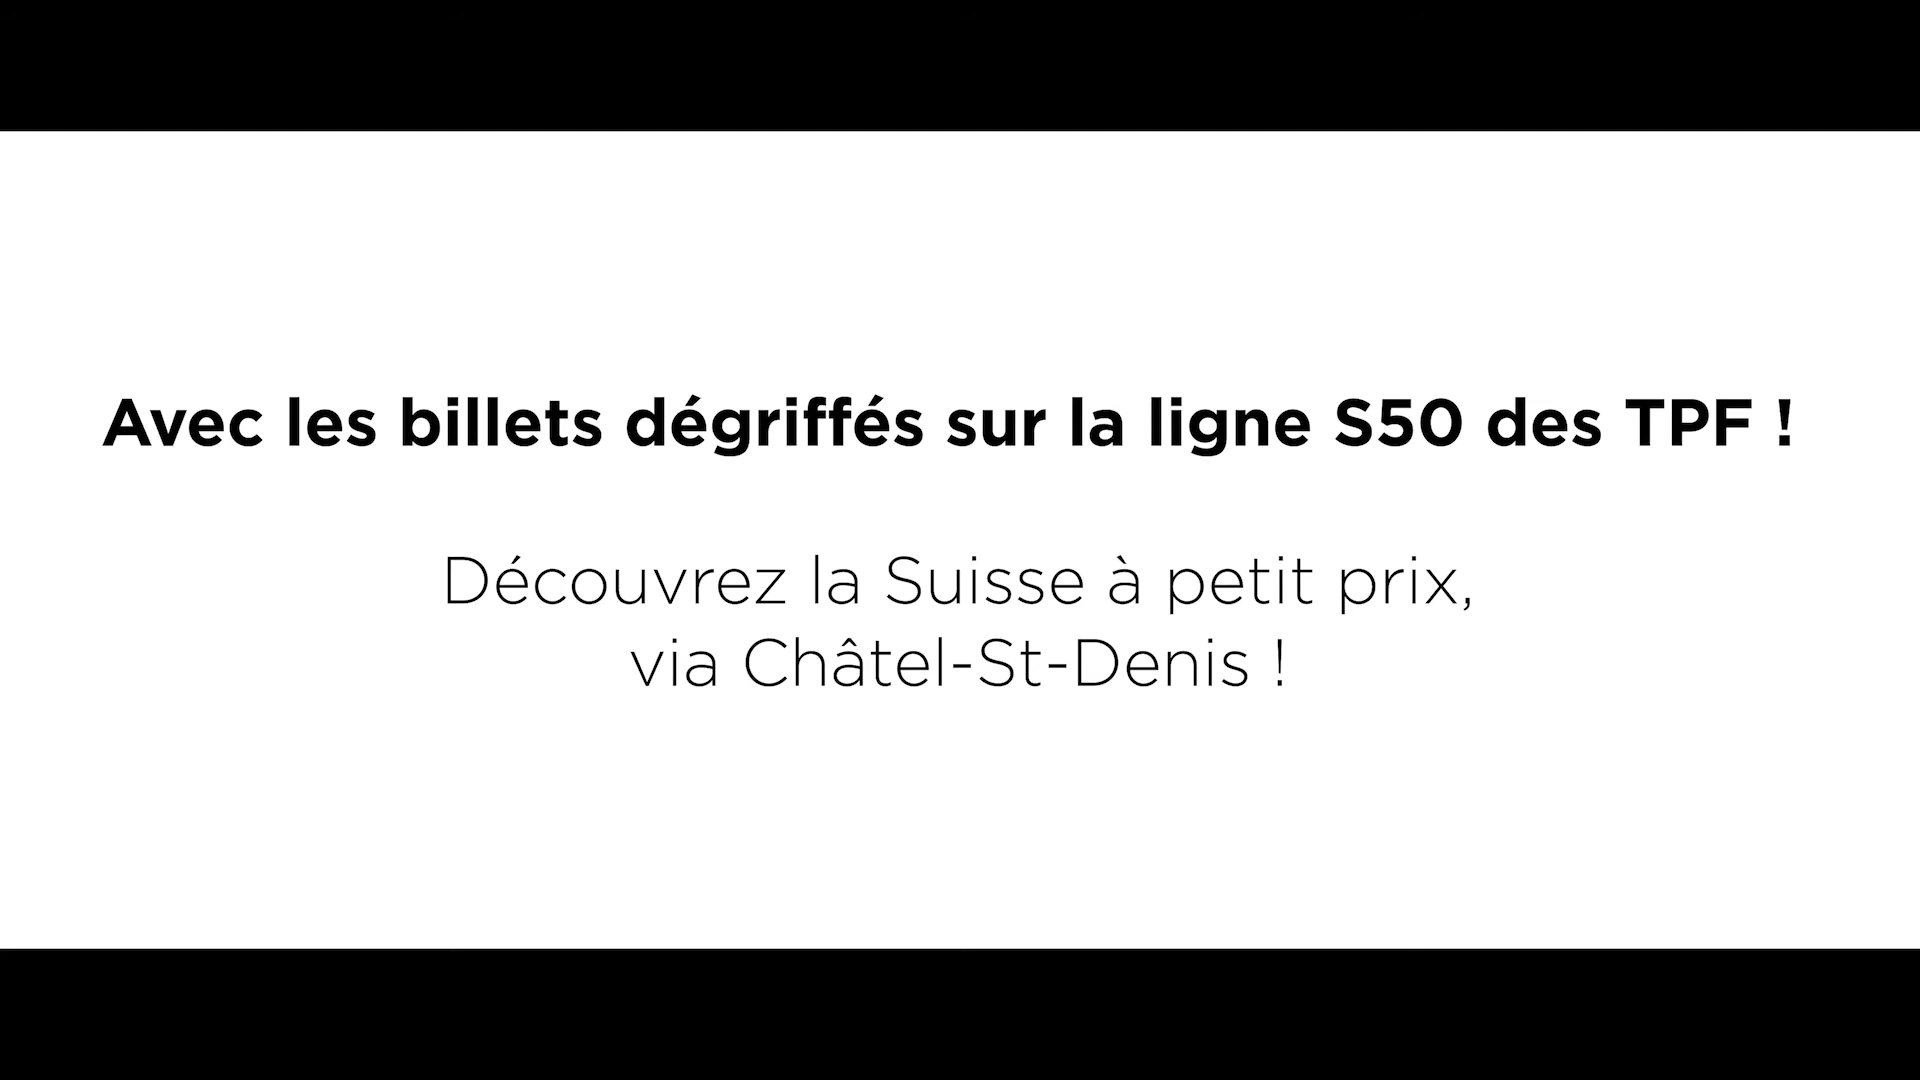 Avec les billets dégriffés sur la ligne S50 des TPF !
Découvrez la Suisse à petit prix,
via Châtel-St-Denis !